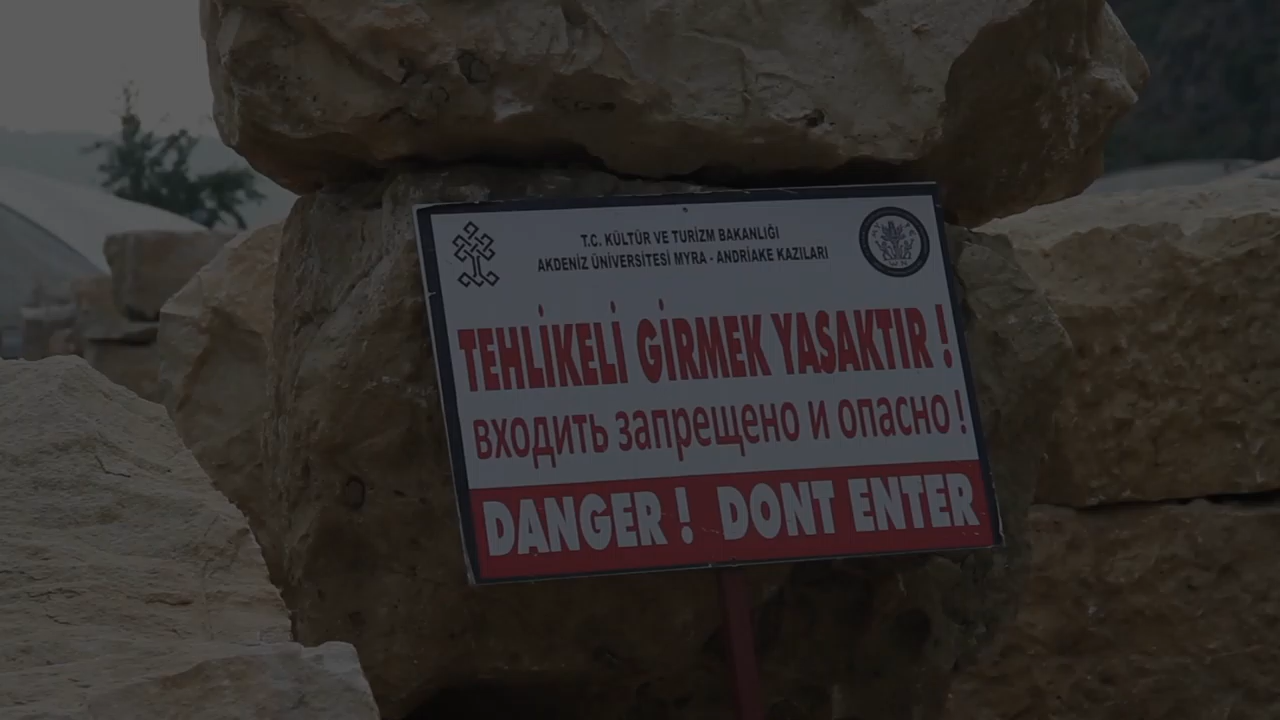 T.C. KÜLTÜR VE TURİZM BAKANLIĞI
AKDENİZ ÜNİVERSİTESİ MYRA - ANDRİAKE KAZILARI
TEHLİKELİ GİRMEK YASAKTIR !
входить запрещено и опасно !
DANGER ! DONT ENTER